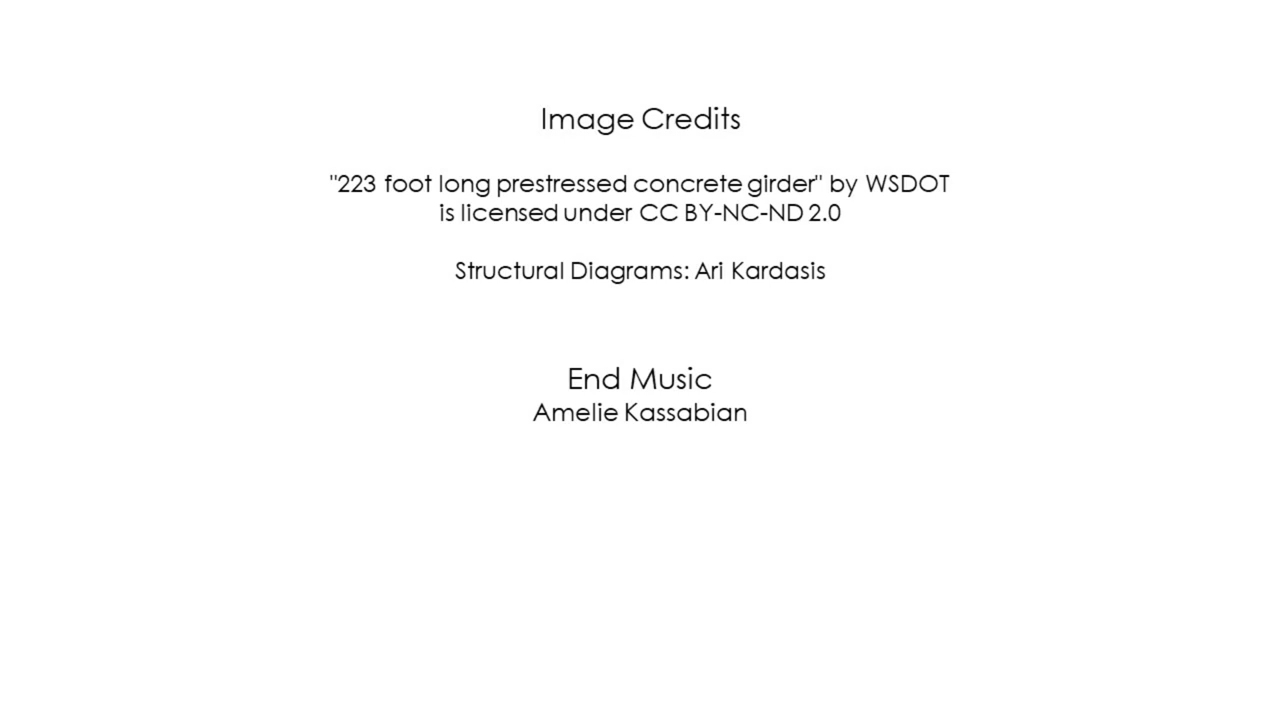 Image Credits
"223 foot long prestressed concrete girder" by WSDOT
is licensed under CC BY-NC-ND 2.0
Structural Diagrams: Ari Kardasis
End Music
Amelie Kassabian